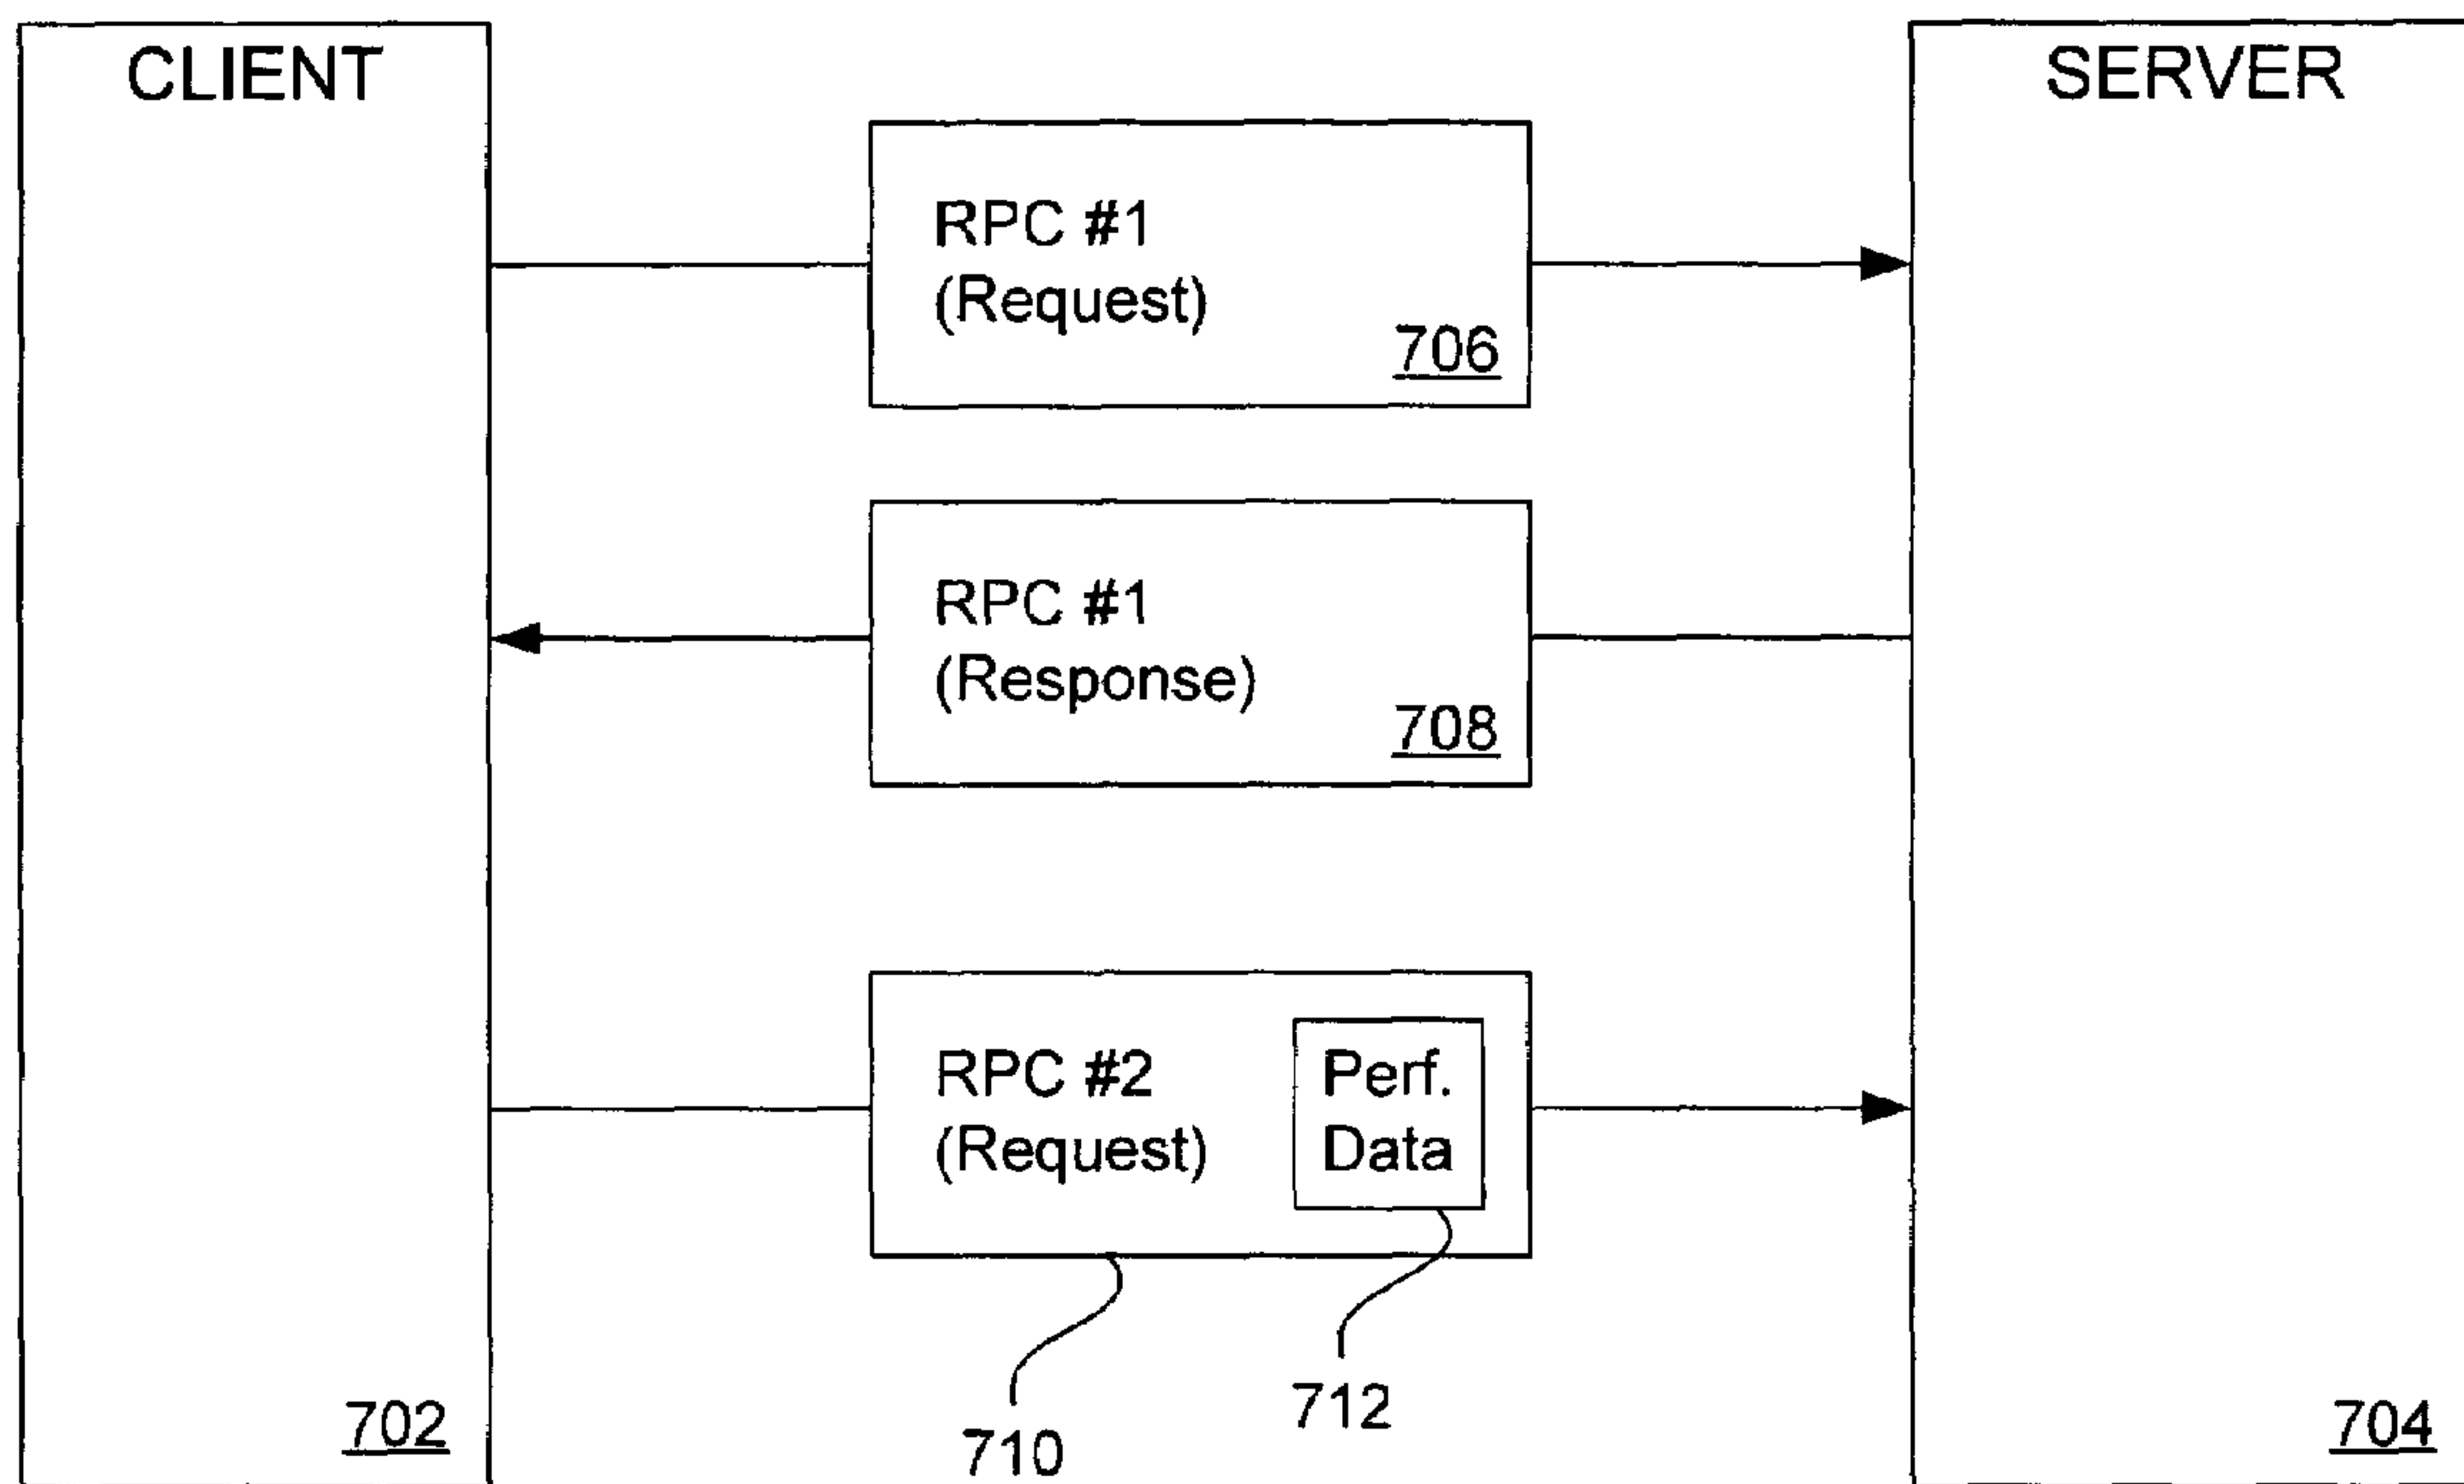 CLIENT
SERVER
RPC #1
(Request)
706
RPC #1
(Response)
708
RPC #2
(Request)
Perf.
Data
710
712
702
704